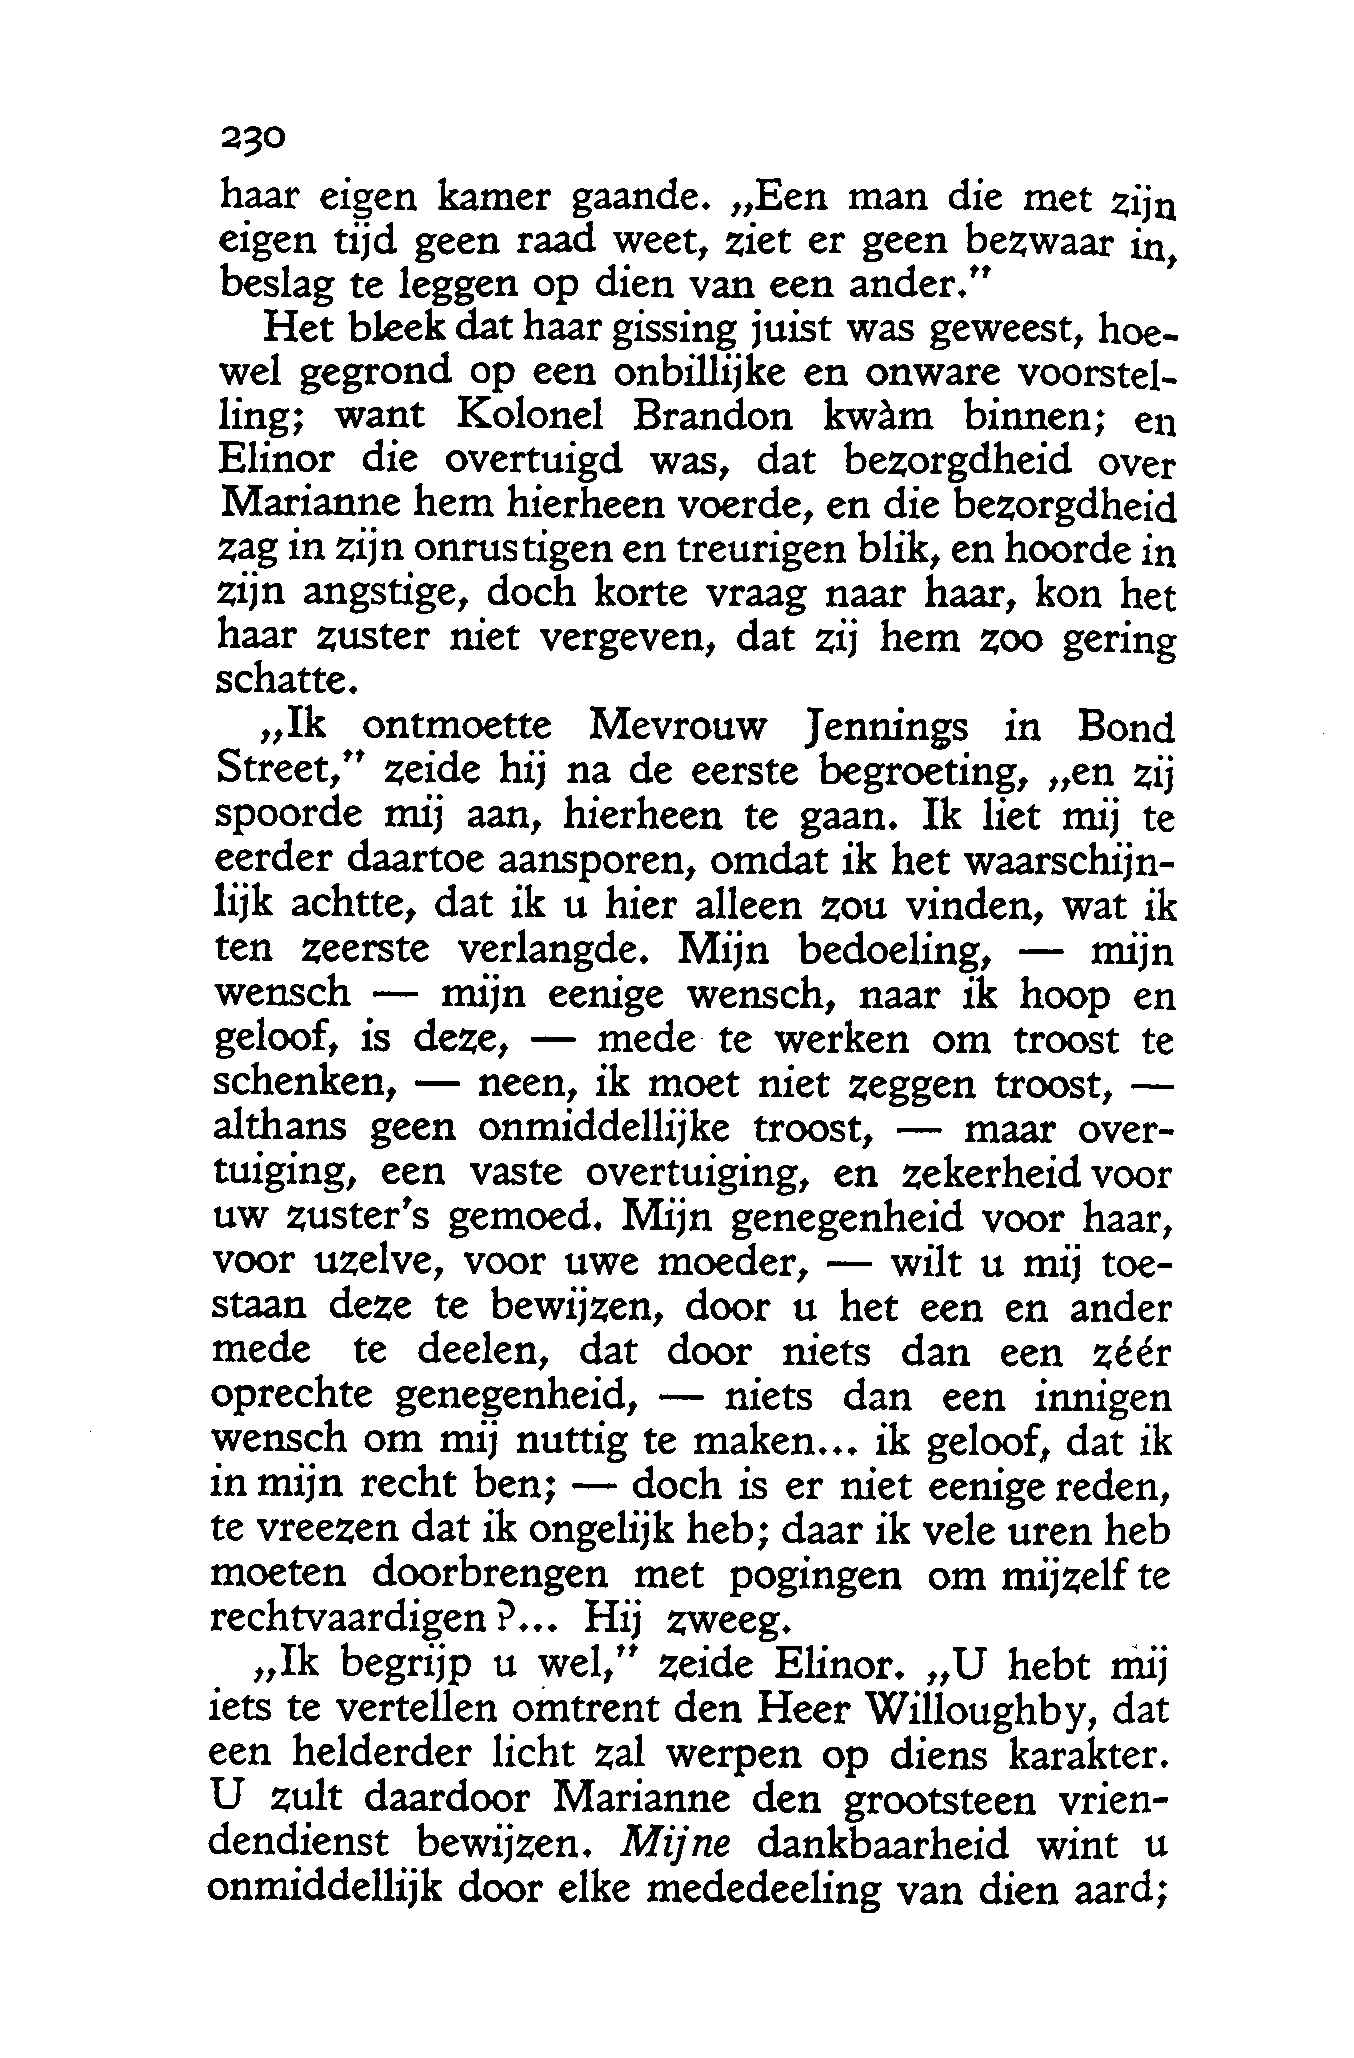 230
haar eigen kamer gaande. „Een man die met zijn
eigen tijd geen raad weet, ziet er geen bezwaar in,
beslag te leggen op dien van een ander.”
Het bleek dat haar gissing juist was geweest, hoe-
wel gegrond op een onbillijke en onware voorstel-
ling; want Kolonel Brandon kwàm binnen; en
Elinor die overtuigd was, dat bezorgdheid over
Marianne hem hierheen voerde, en die bezorgdheid
zag in zijn onrustigen en treurigen blik, en hoorde in
zijn angstige, doch korte vraag naar haar, kon het
haar zuster niet vergeven, dat zij hem zoo gering
schatte.
„Ik ontmoette Mevrouw Jennings in Bond
Street,” zeide hij na de eerste begroeting, „en zij
spoorde mij aan, hierheen te gaan. Ik liet mij te
eerder daartoe aansporen, omdat ik het waarschijn-
lijk achtte, dat ik u hier alleen zou vinden, wat ik
ten zeerste verlangde. Mijn bedoeling, — mijn
wensch — mijn eenige wensch, naar ik hoop en
geloof, is deze, — mede te werken om troost te
schenken, — neen, ik moet niet zeggen troost, —
althans geen onmiddellijke troost, — maar over-
tuiging, een vaste overtuiging, en zekerheid voor
uw zuster's gemoed. Mijn genegenheid voor haar,
voor uzelve, voor uwe moeder, — wilt u mij toe-
staan deze te bewijzen, door u het een en ander
mede te deelen, dat door niets dan een zéér
oprechte genegenheid, — niets dan een innigen
wensch om mij nuttig te maken... ik geloof, dat ik
in mijn recht ben; — doch is er niet eenige reden,
te vreezen dat ik ongelijk heb; daar ik vele uren heb
moeten doorbrengen met pogingen om mijzelf te
rechtvaardigen?... Hij zweeg.
„Ik begrijp u wel,” zeide Elinor. „U hebt mij
iets te vertellen omtrent den Heer Willoughby, dat
een helderder licht zal werpen op diens karakter.
U zult daardoor Marianne den grootsteen vrien-
dendienst bewijzen. Mijne dankbaarheid wint u
onmiddellijk door elke mededeeling van dien aard;